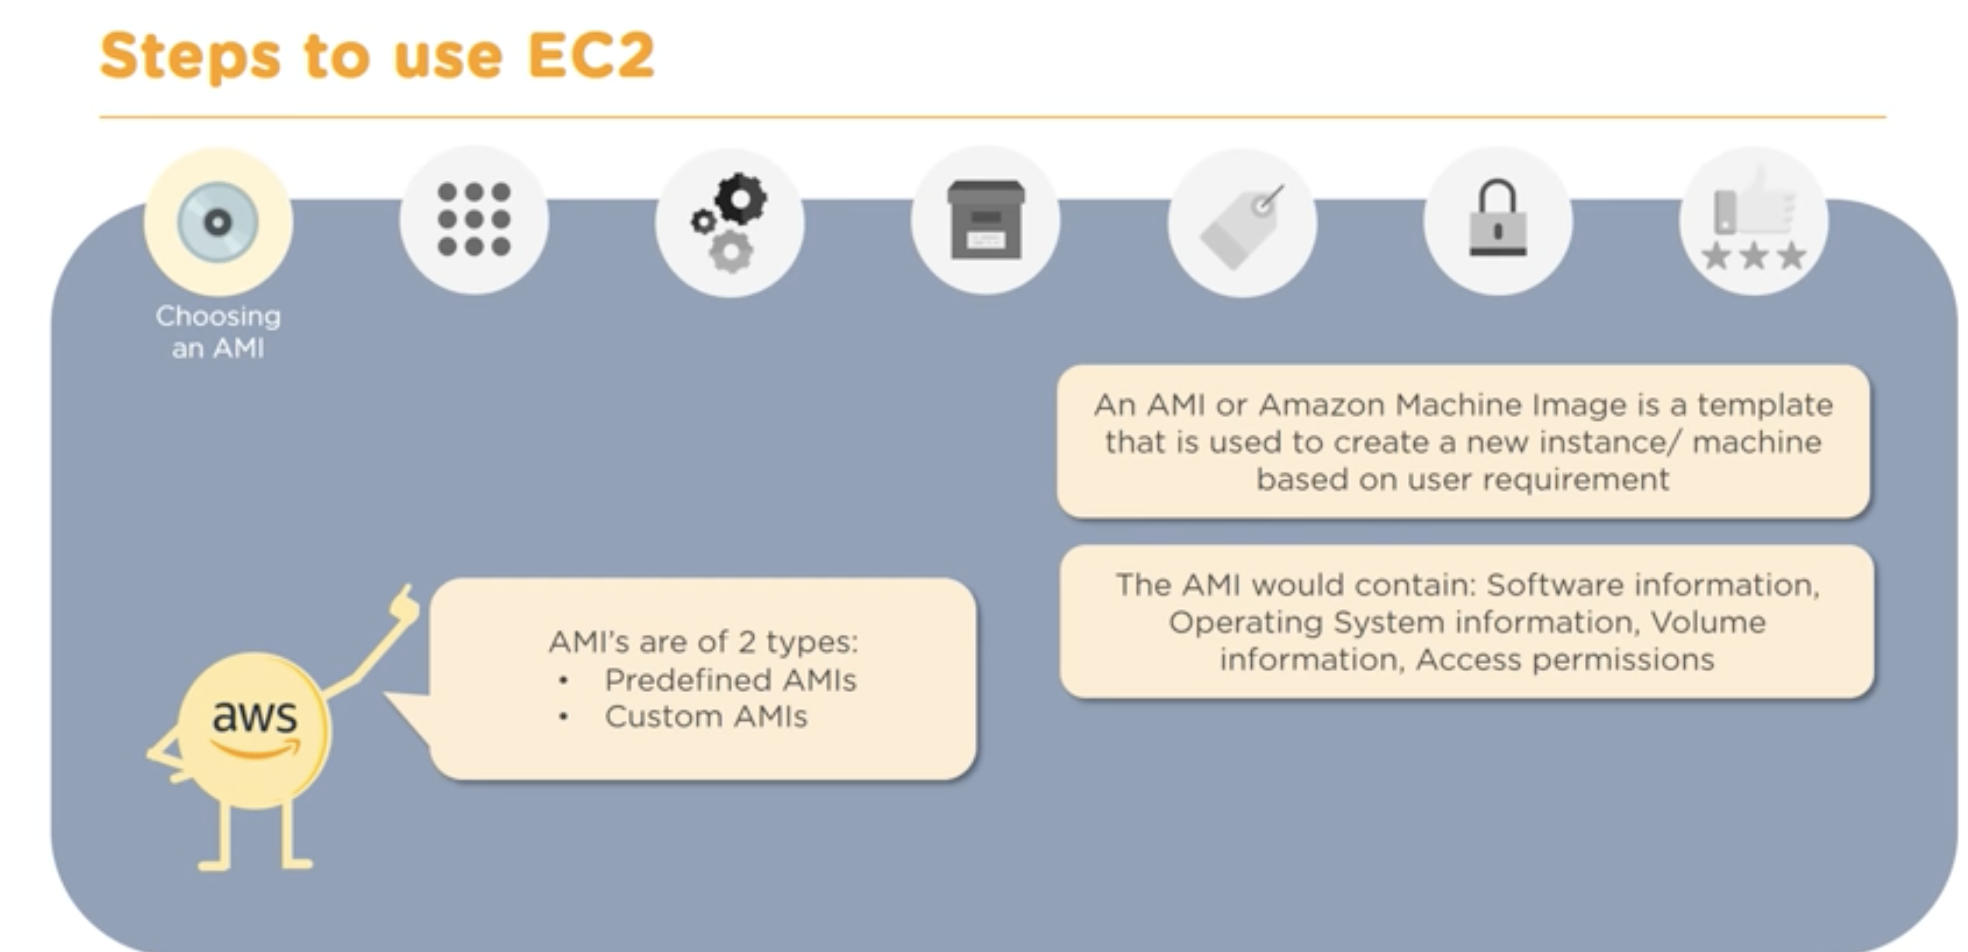 Steps to use EC2
Choosing
an AMI
An AMI or Amazon Machine Image is a template
that is used to create a new instance/ machine
based on user requirement
The AMI would contain: Software information,
Operating System information, Volume
information, Access permissions
AMI's are of 2 types:
• Predefined AMIs
• Custom AMIs
aws